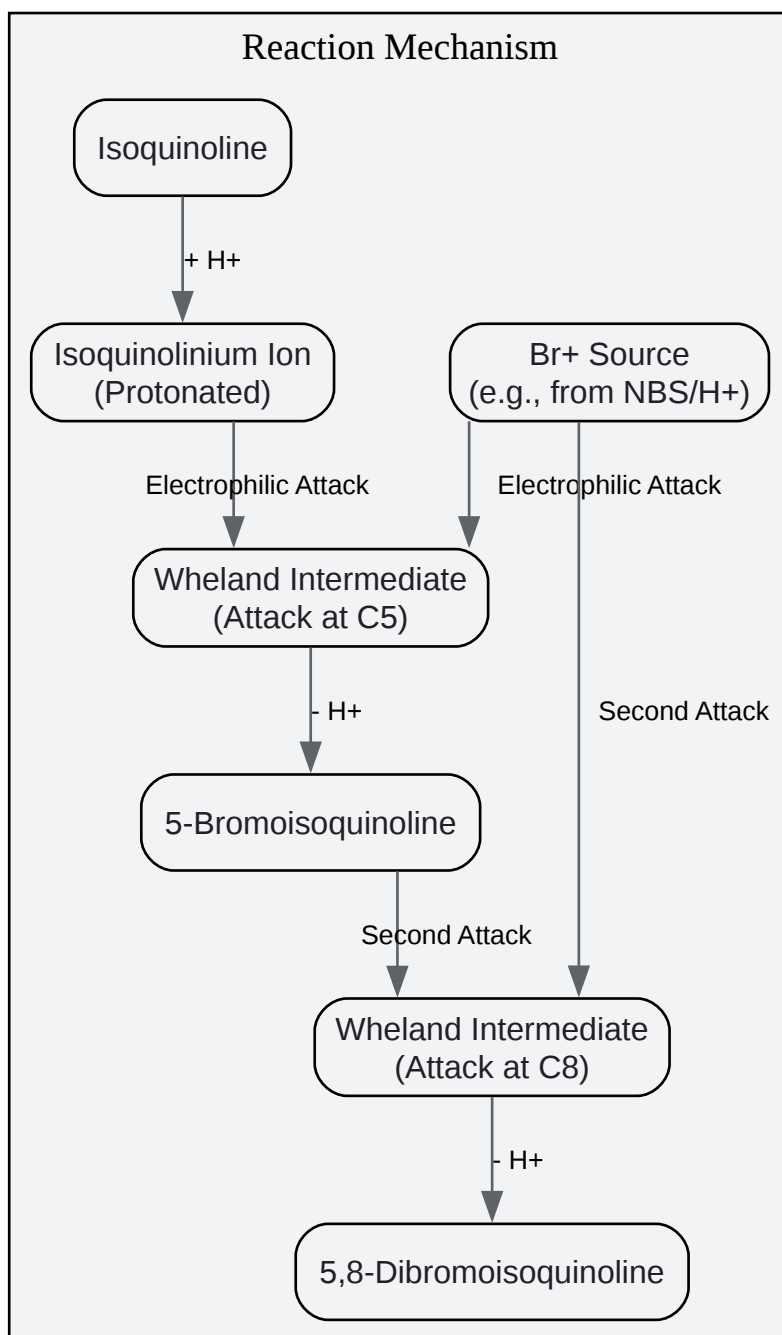 Reaction Mechanism
Isoquinoline
+ H+
Isoquinolinium Ion
(Protonated)
Br+ Source
(e.g., from NBS/H+)
Electrophilic Attack
Electrophilic Attack
Wheland Intermediate
(Attack at C5)
- H+
Second Attack
5-Bromoisoquinoline
Second Attack
Wheland Intermediate
(Attack at C8)
- H+
5,8-Dibromoisoquinoline